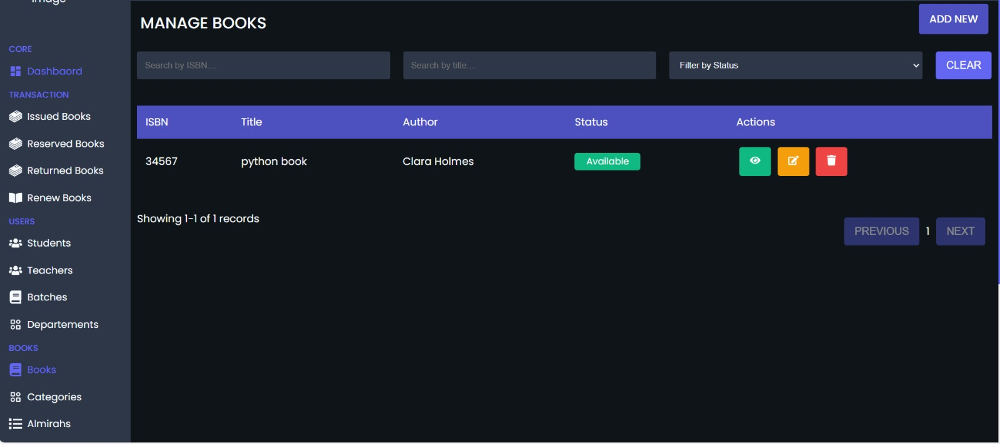 Image
CORE
Dashbaord
TRANSACTION
Issued Books
Reserved Books
Returned Books
Renew Books
USERS
Students
Teachers
Batches
Departements
BOOKS
Books
Categories
Almirahs
MANAGE BOOKS
ADD NEW
Search by ISBN....
Search by title....
Filter by Status
CLEAR
ISBN Title Author Status Actions
34567 python book Clara Holmes Available
Showing 1-1 of 1 records
PREVIOUS 1 NEXT